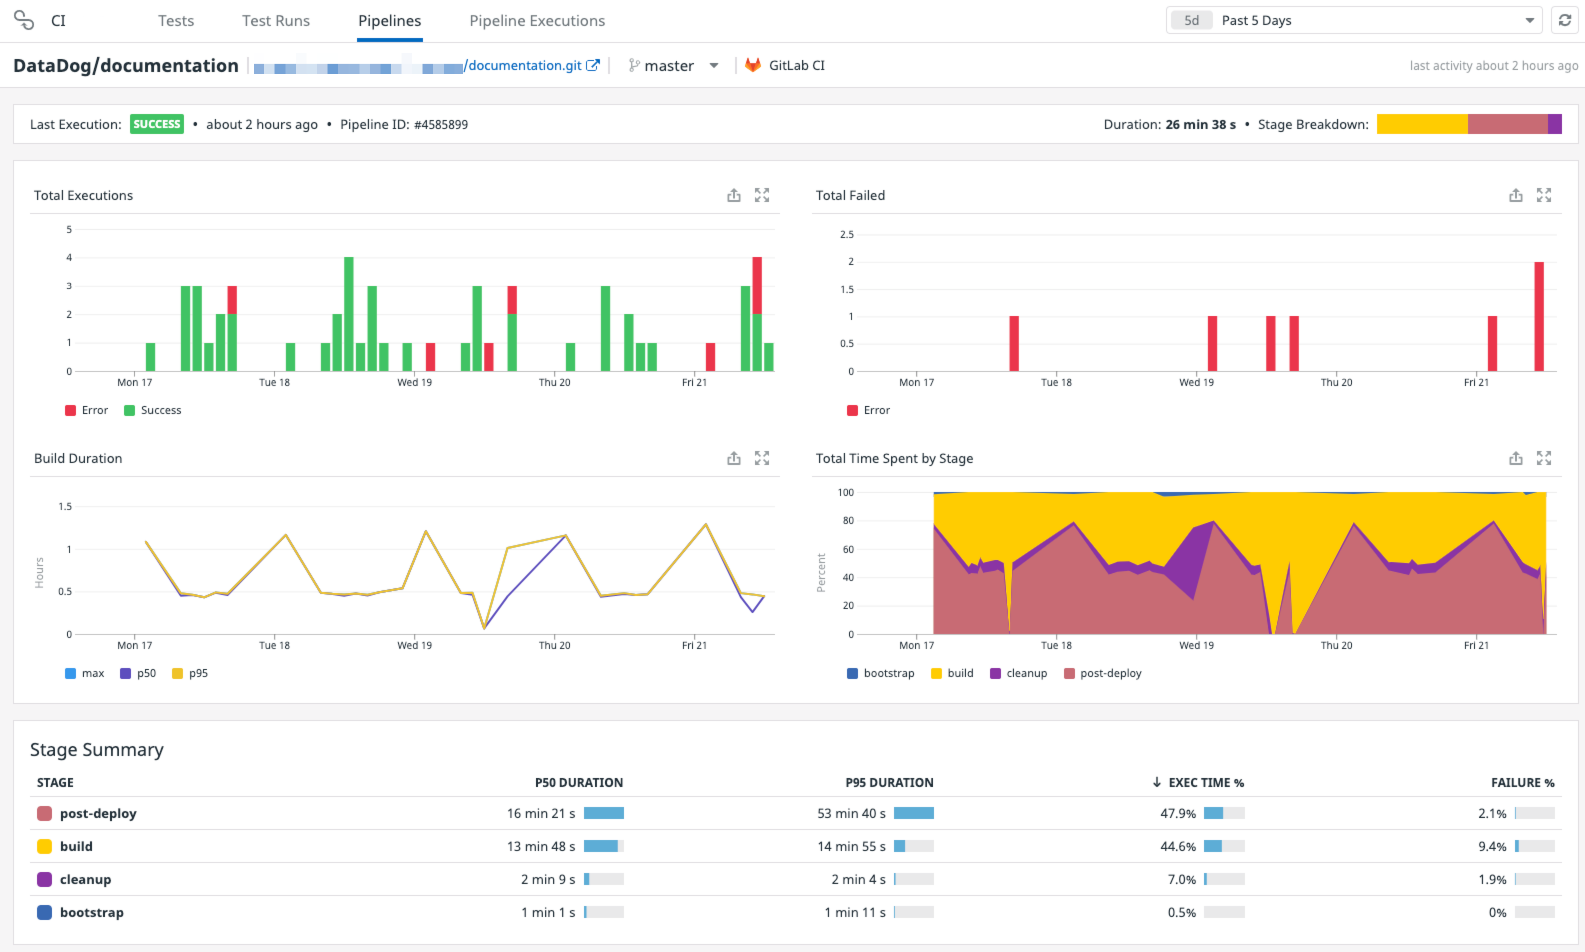 CI Tests Test Runs Pipelines Pipeline Executions 5d Past 5 Days
DataDog/documentation /documentation.git master GitLab CI last activity about 2 hours ago
Last Execution: SUCCESS • about 2 hours ago • Pipeline ID: #4585899 Duration: 26 min 38 s • Stage Breakdown:
Total Executions
5
4
3
2
1
0
Mon 17 Tue 18 Wed 19 Thu 20 Fri 21
Error Success
Total Failed
2.5
2
1.5
1
0.5
0
Mon 17 Tue 18 Wed 19 Thu 20 Fri 21
Error
Build Duration
Hours
1.5
1
0.5
0
Mon 17 Tue 18 Wed 19 Thu 20 Fri 21
max p50 p95
Total Time Spent by Stage
Percent
100
80
60
40
20
0
Mon 17 Tue 18 Wed 19 Thu 20 Fri 21
bootstrap build cleanup post-deploy
Stage Summary
STAGE P50 DURATION P95 DURATION ↓ EXEC TIME % FAILURE %
post-deploy 16 min 21 s 53 min 40 s 47.9% 2.1%
build 13 min 48 s 14 min 55 s 44.6% 9.4%
cleanup 2 min 9 s 2 min 4 s 7.0% 1.9%
bootstrap 1 min 1 s 1 min 11 s 0.5% 0%